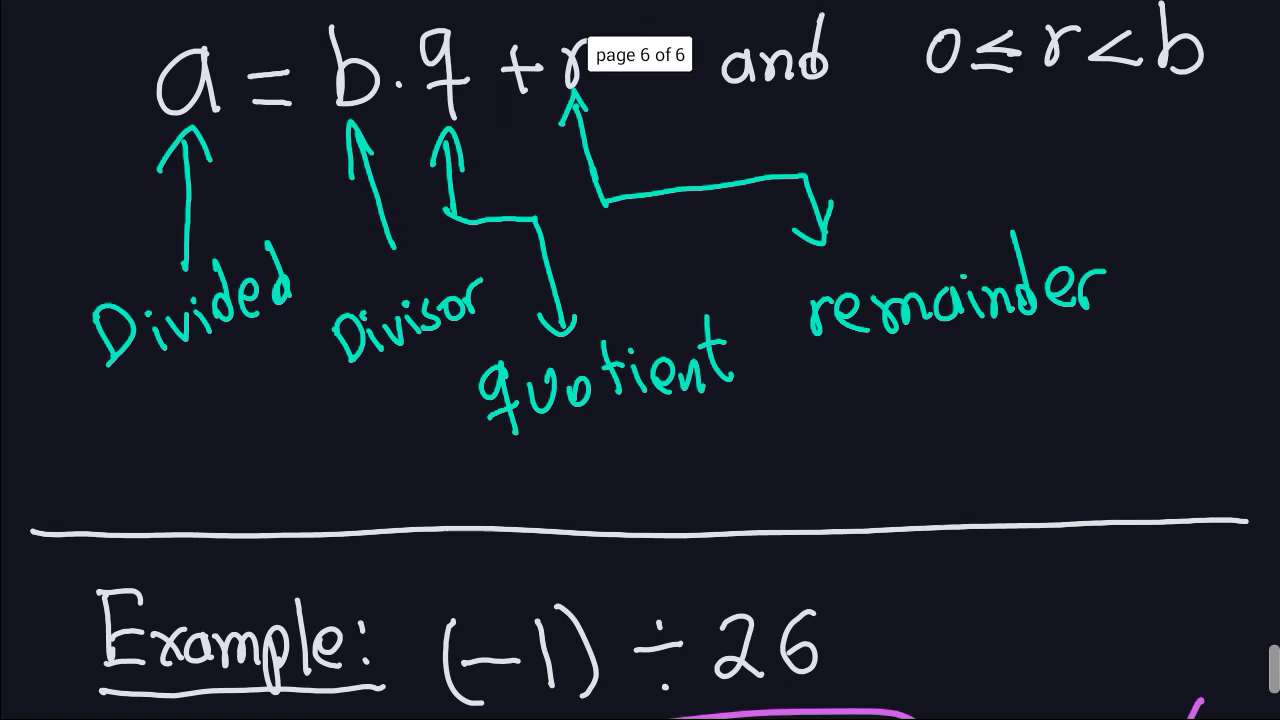 a = b · q + r and 0 ≤ r < b
page 6 of 6
Divided Divisor quotient remainder
Example: (-1) ÷ 26